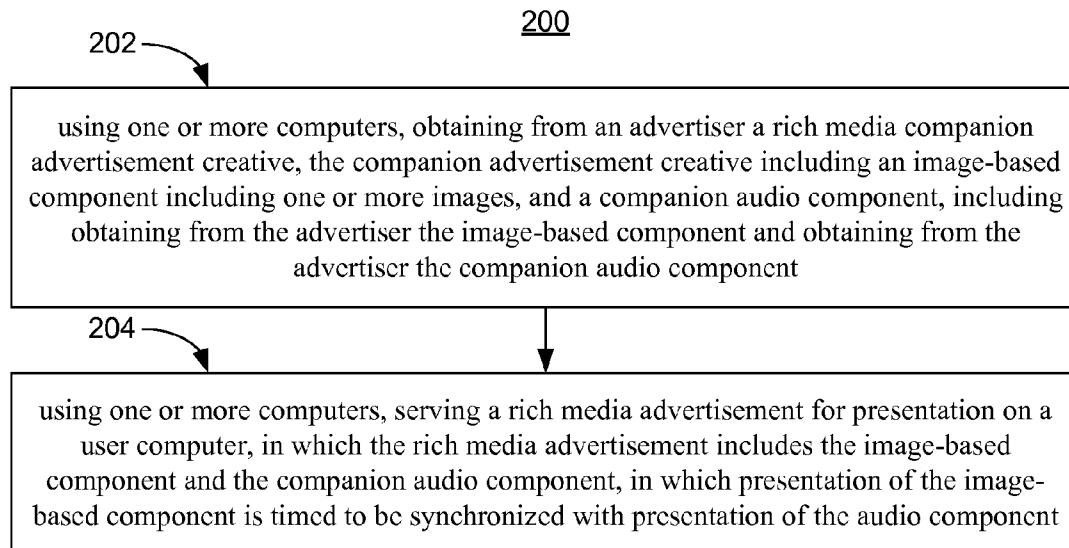 200
202
using one or more computers, obtaining from an advertiser a rich media companion
advertisement creative, the companion advertisement creative including an image-based
component including one or more images, and a companion audio component, including
obtaining from the advertiser the image-based component and obtaining from the
advertiser the companion audio component
204
using one or more computers, serving a rich media advertisement for presentation on a
user computer, in which the rich media advertisement includes the image-based
component and the companion audio component, in which presentation of the image-
based component is timed to be synchronized with presentation of the audio component